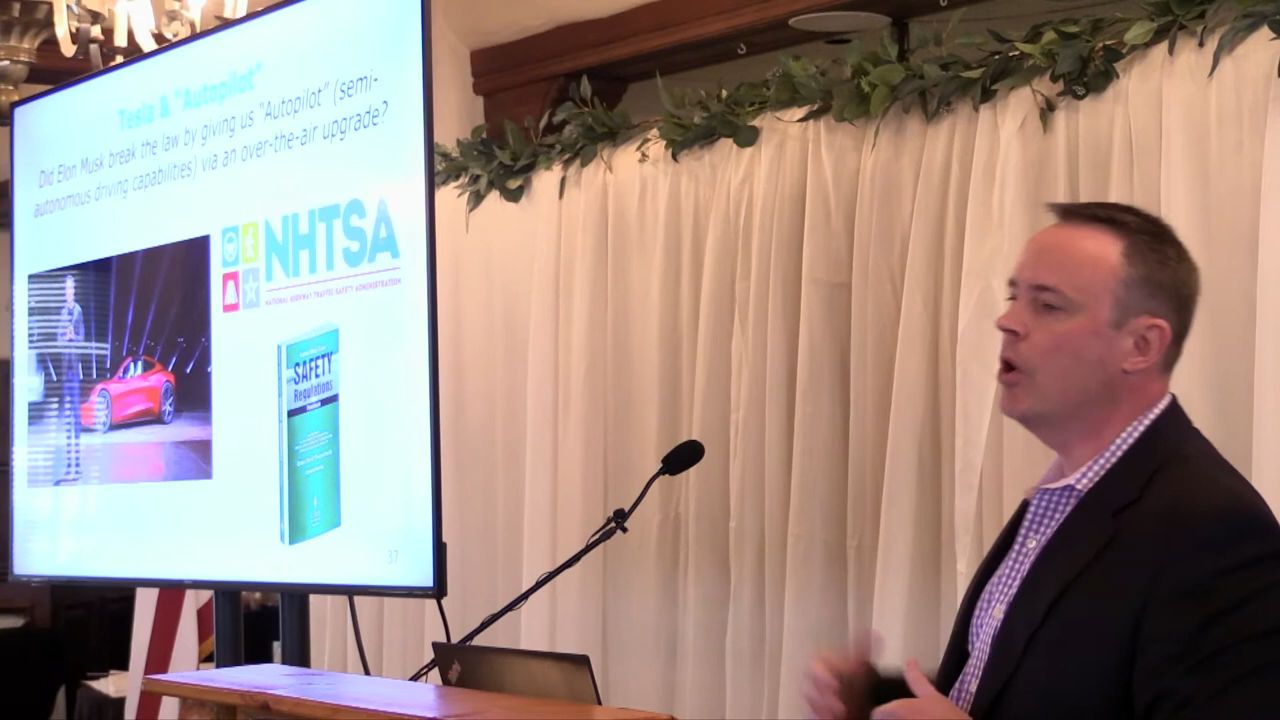 Tesla & "Autopilot"
Did Elon Musk break the law by giving us "Autopilot" (semi-
autonomous driving capabilities) via an over-the-air upgrade?
NHTSA
NATIONAL HIGHWAY TRAFFIC SAFETY ADMINISTRATION
SAFETY
Regulations
37